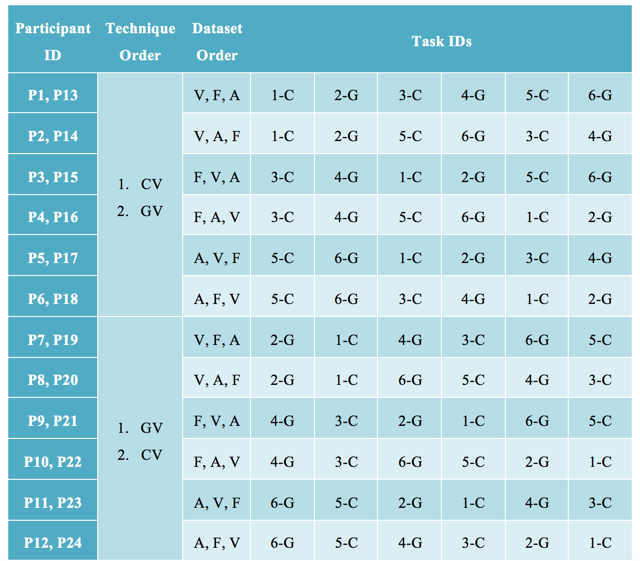 Participant ID Technique Order Dataset Order Task IDs
P1, P13 V, F, A 1-C 2-G 3-C 4-G 5-C 6-G
P2, P14 V, A, F 1-C 2-G 5-C 6-G 3-C 4-G
P3, P15 F, V, A 3-C 4-G 1-C 2-G 5-C 6-G
1. CV
2. GV
P4, P16 F, A, V 3-C 4-G 5-C 6-G 1-C 2-G
P5, P17 A, V, F 5-C 6-G 1-C 2-G 3-C 4-G
P6, P18 A, F, V 5-C 6-G 3-C 4-G 1-C 2-G
P7, P19 V, F, A 2-G 1-C 4-G 3-C 6-G 5-C
P8, P20 V, A, F 2-G 1-C 6-G 5-C 4-G 3-C
P9, P21 F, V, A 4-G 3-C 2-G 1-C 6-G 5-C
1. GV
2. CV
P10, P22 F, A, V 4-G 3-C 6-G 5-C 2-G 1-C
P11, P23 A, V, F 6-G 5-C 2-G 1-C 4-G 3-C
P12, P24 A, F, V 6-G 5-C 4-G 3-C 2-G 1-C